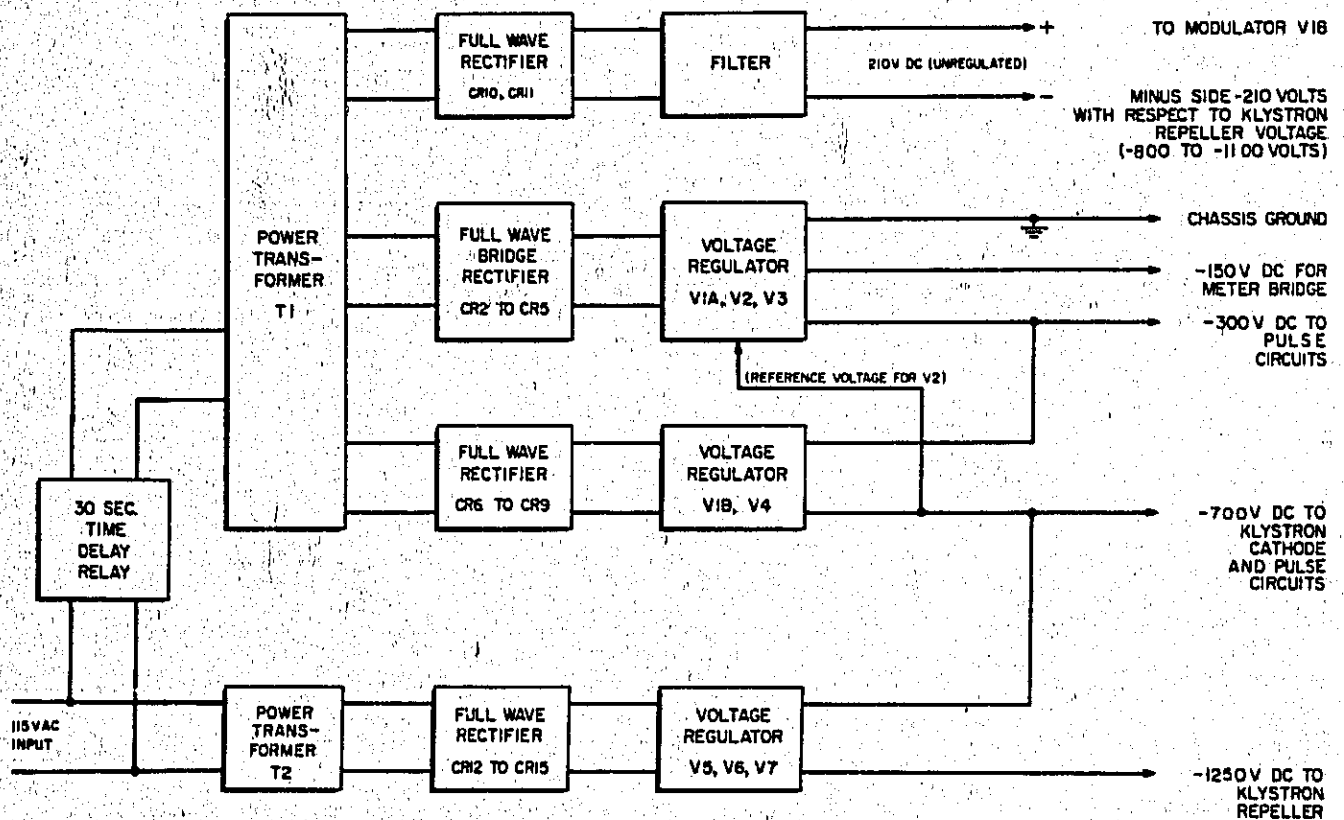 FULL WAVE
RECTIFIER
CR10, CR11
FILTER
+
TO MODULATOR V18
210V DC (UNREGULATED)
-
MINUS SIDE -210 VOLTS
WITH RESPECT TO KLYSTRON
REPELLER VOLTAGE
(-800 TO -1100 VOLTS)
POWER
TRANS-
FORMER
T1
FULL WAVE
BRIDGE
RECTIFIER
CR2 TO CR5
VOLTAGE
REGULATOR
V1A, V2, V3
CHASSIS GROUND
-150V DC FOR
METER BRIDGE
-300V DC TO
PULSE
CIRCUITS
(REFERENCE VOLTAGE FOR V2)
FULL WAVE
RECTIFIER
CR6 TO CR9
VOLTAGE
REGULATOR
V1B, V4
30 SEC.
TIME
DELAY
RELAY
-700V DC TO
KLYSTRON
CATHODE
AND PULSE
CIRCUITS
115VAC
INPUT
POWER
TRANS-
FORMER
T2
FULL WAVE
RECTIFIER
CR12 TO CR15
VOLTAGE
REGULATOR
V5, V6, V7
-1250V DC TO
KLYSTRON
REPELLER